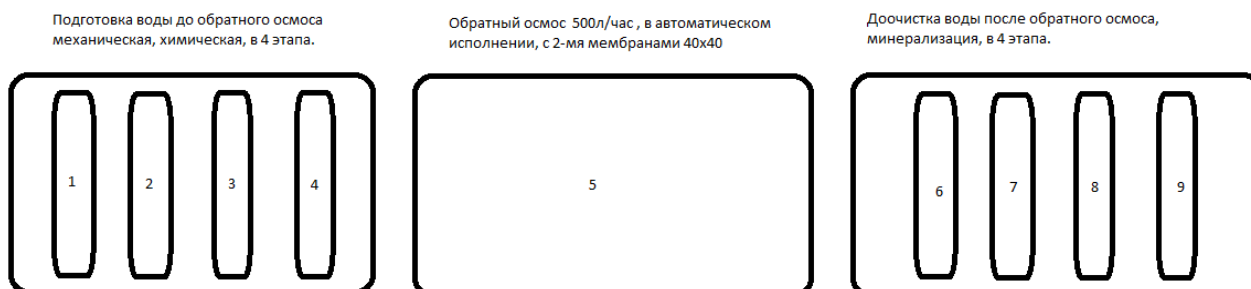 Подготовка воды до обратного осмоса
механическая, химическая, в 4 этапа.
Обратный осмос 500л/час , в автоматическом
исполнении, с 2-мя мембранами 40х40
Доочистка воды после обратного осмоса,
минерализация, в 4 этапа.
1
2
3
4
5
6
7
8
9